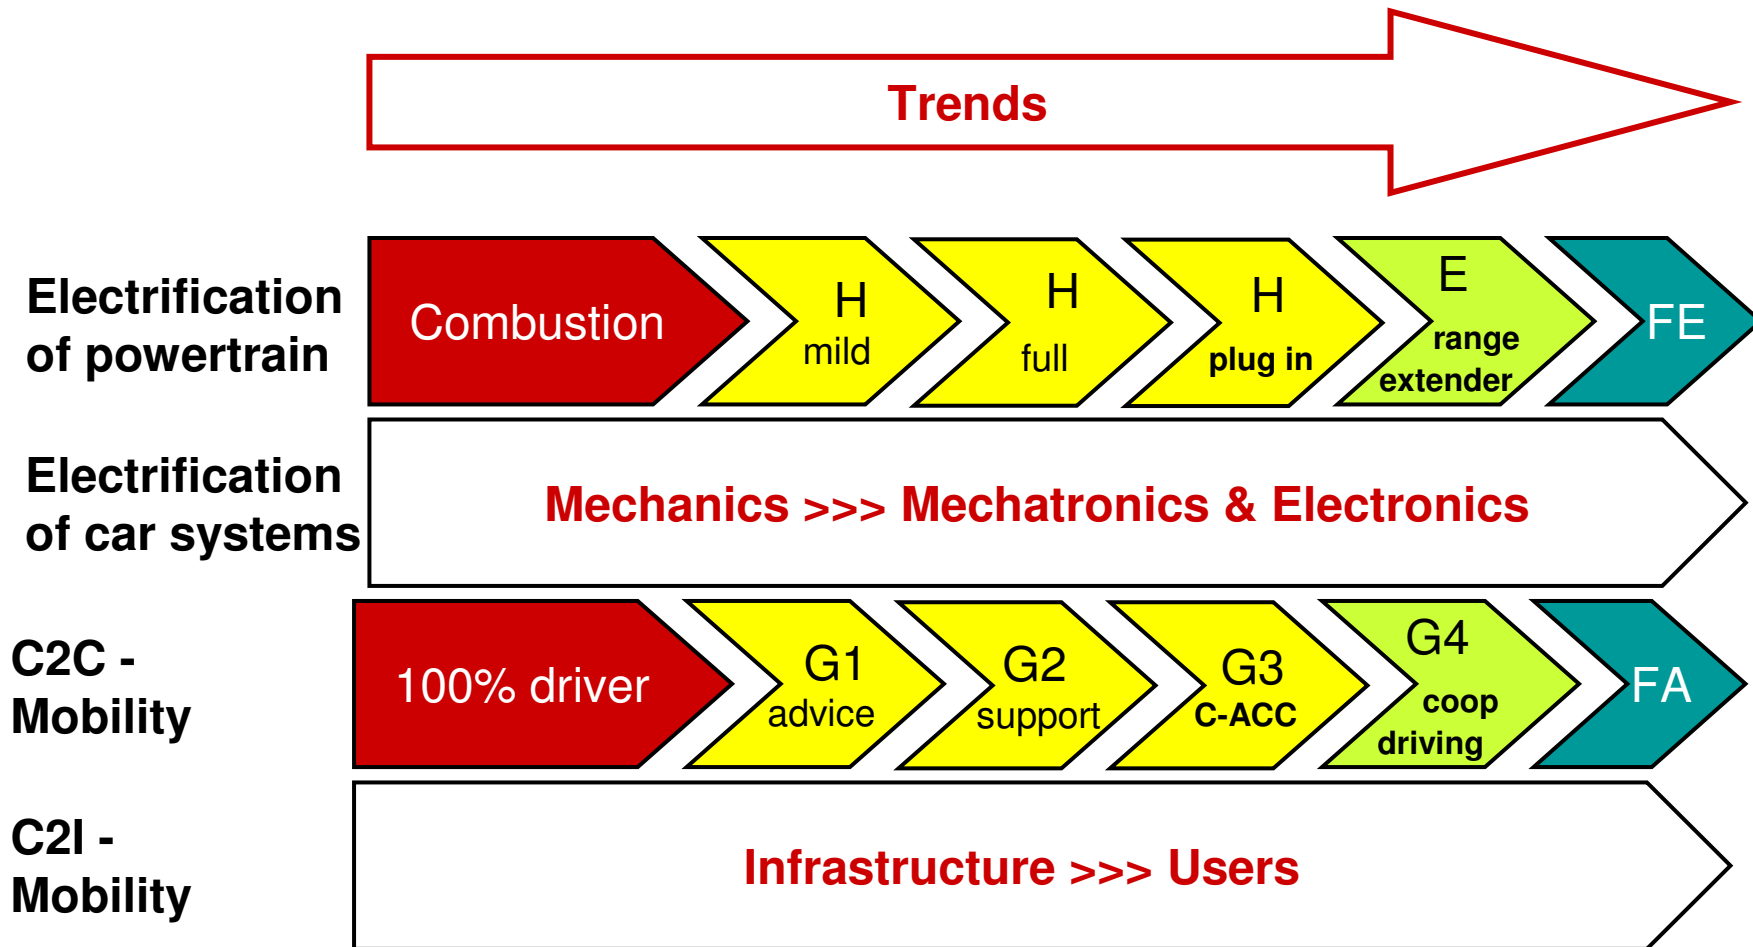 Trends
Electrification
of powertrain
Combustion
H
mild
H
full
H
plug in
E
range
extender
FE
Electrification
of car systems
Mechanics >>> Mechatronics & Electronics
C2C -
Mobility
100% driver
G1
advice
G2
support
G3
C-ACC
G4
coop
driving
FA
C2I -
Mobility
Infrastructure >>> Users